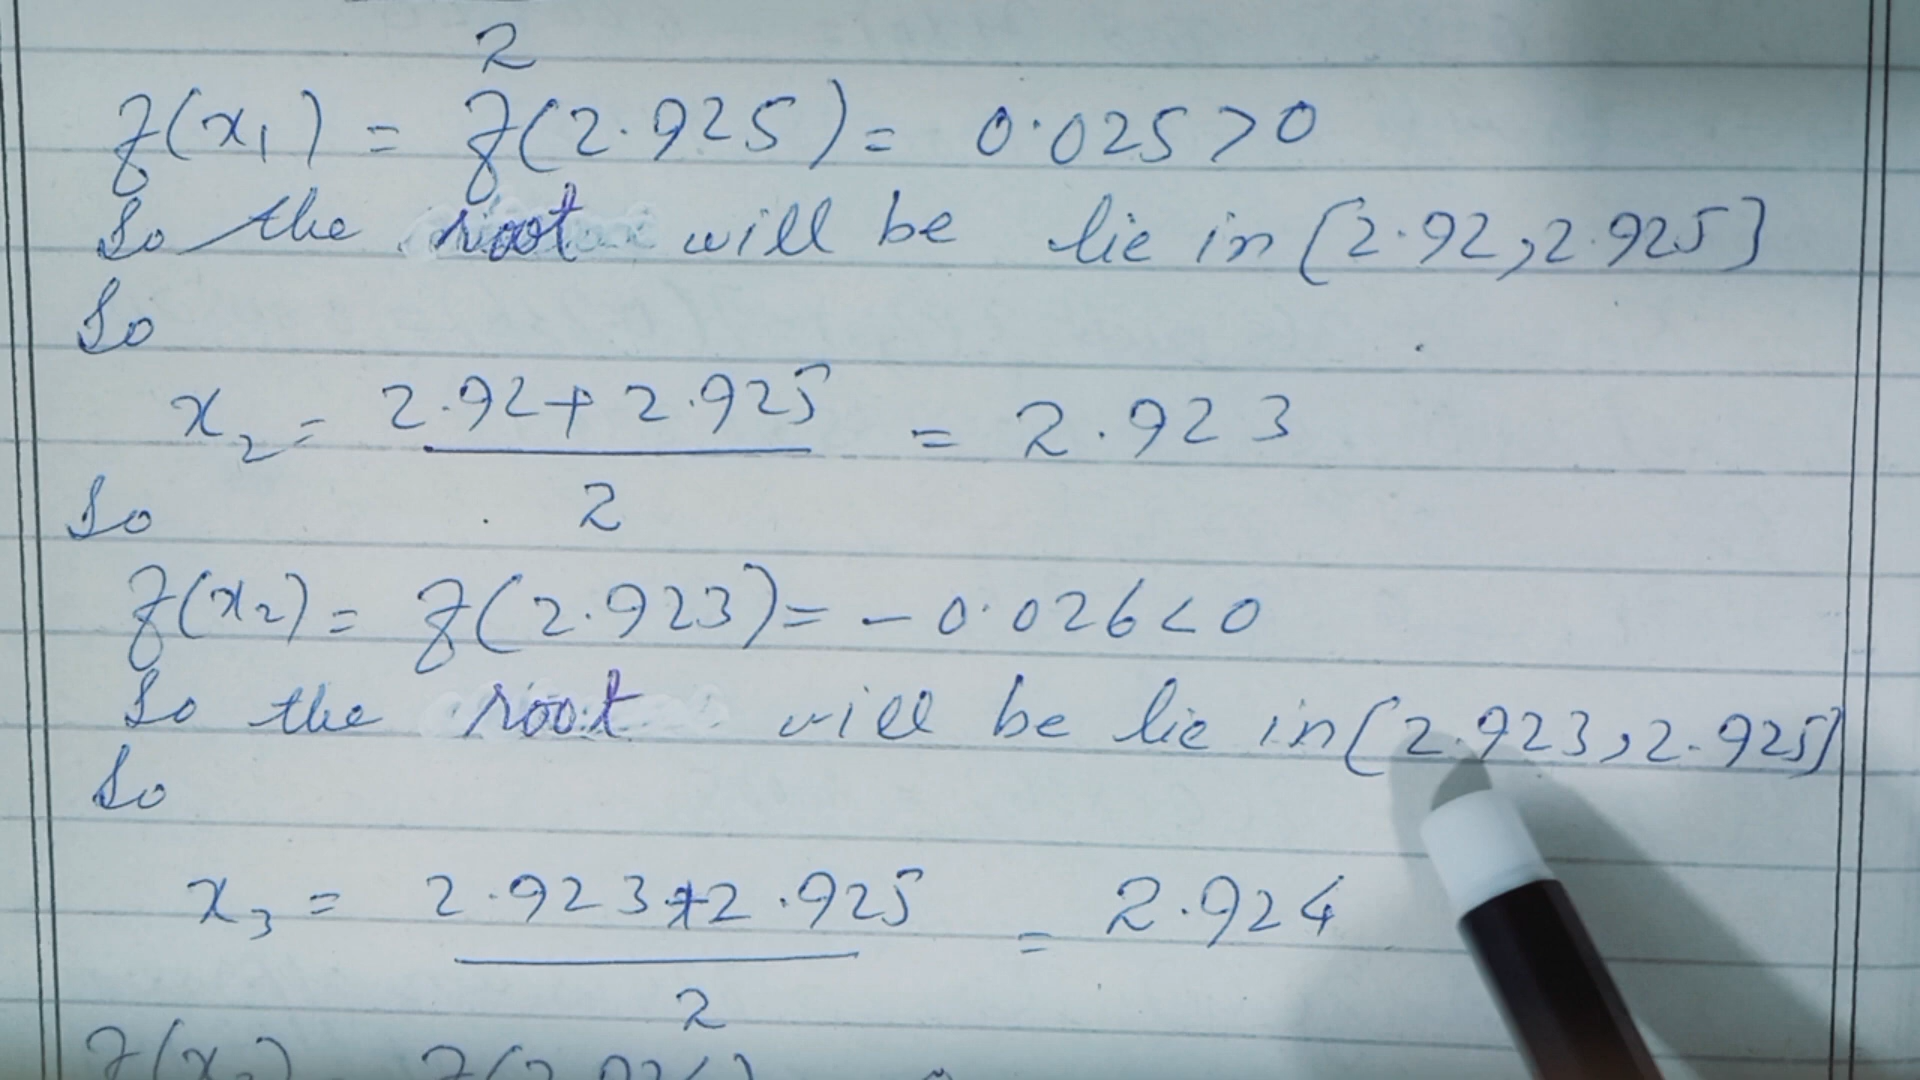 2
f(x₁) = f(2.925) = 0.025 > 0
So the root will be lie in [2.92, 2.925]
So
x₂ = 2.92 + 2.925 = 2.923
2
So
f(x₂) = f(2.923) = -0.026 < 0
So the root will be lie in [2.923, 2.925]
So
x₃ = 2.923 + 2.925 = 2.924
2